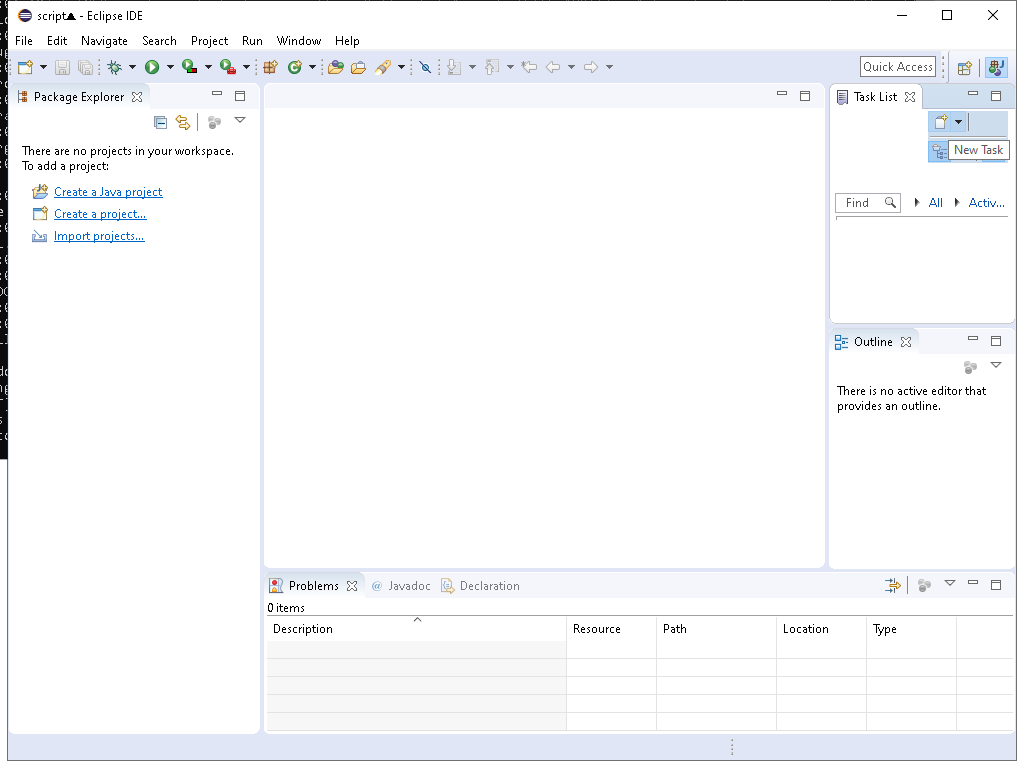 script▲ - Eclipse IDE
File Edit Navigate Search Project Run Window Help
Quick Access
Package Explorer
There are no projects in your workspace.
To add a project:
Create a Java project
Create a project...
Import projects...
Task List
New Task
Find All Activ...
Outline
There is no active editor that
provides an outline.
Problems @ Javadoc Declaration
0 items
Description Resource Path Location Type